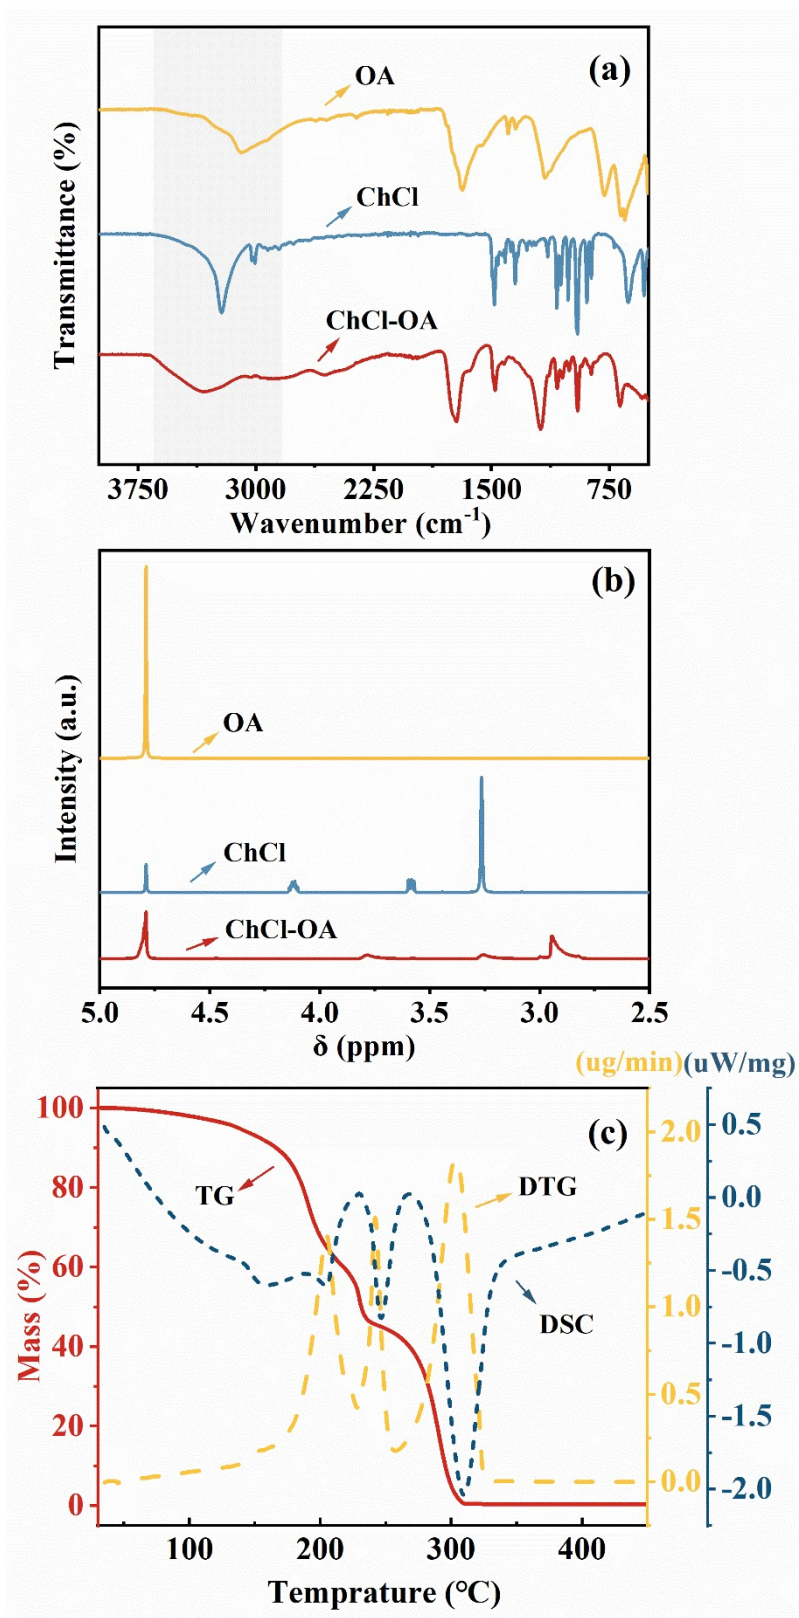 (a)
OA
ChCl
ChCl-OA
Transmittance (%)
3750 3000 2250 1500 750
Wavenumber (cm⁻¹)
(b)
OA
ChCl
ChCl-OA
Intensity (a.u.)
5.0 4.5 4.0 3.5 3.0 2.5
δ (ppm)
(ug/min) (uW/mg)
(c)
TG
DTG
DSC
Mass (%)
100
80
60
40
20
0
2.0
1.5
1.0
0.5
0.0
0.5
0.0
-0.5
-1.0
-1.5
-2.0
100 200 300 400
Temprature (°C)